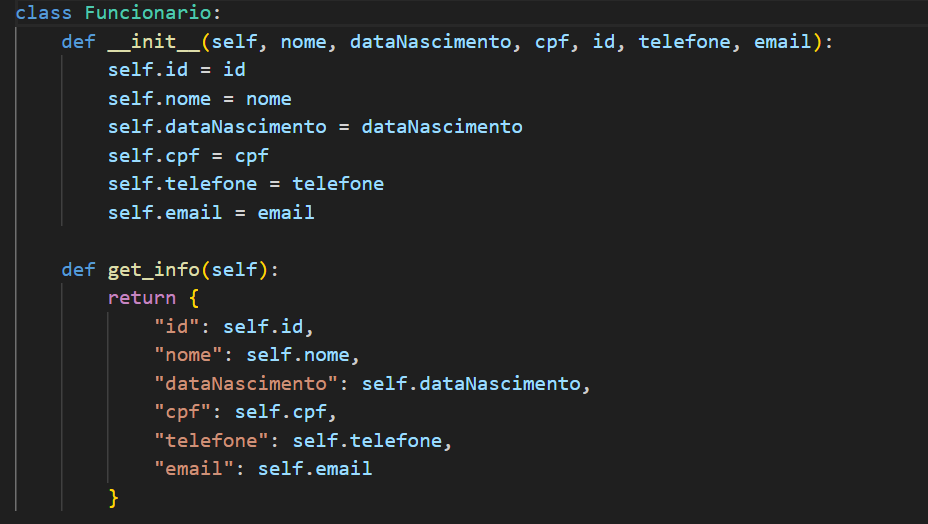 class Funcionario:
    def __init__(self, nome, dataNascimento, cpf, id, telefone, email):
        self.id = id
        self.nome = nome
        self.dataNascimento = dataNascimento
        self.cpf = cpf
        self.telefone = telefone
        self.email = email

    def get_info(self):
        return {
            "id": self.id,
            "nome": self.nome,
            "dataNascimento": self.dataNascimento,
            "cpf": self.cpf,
            "telefone": self.telefone,
            "email": self.email
        }